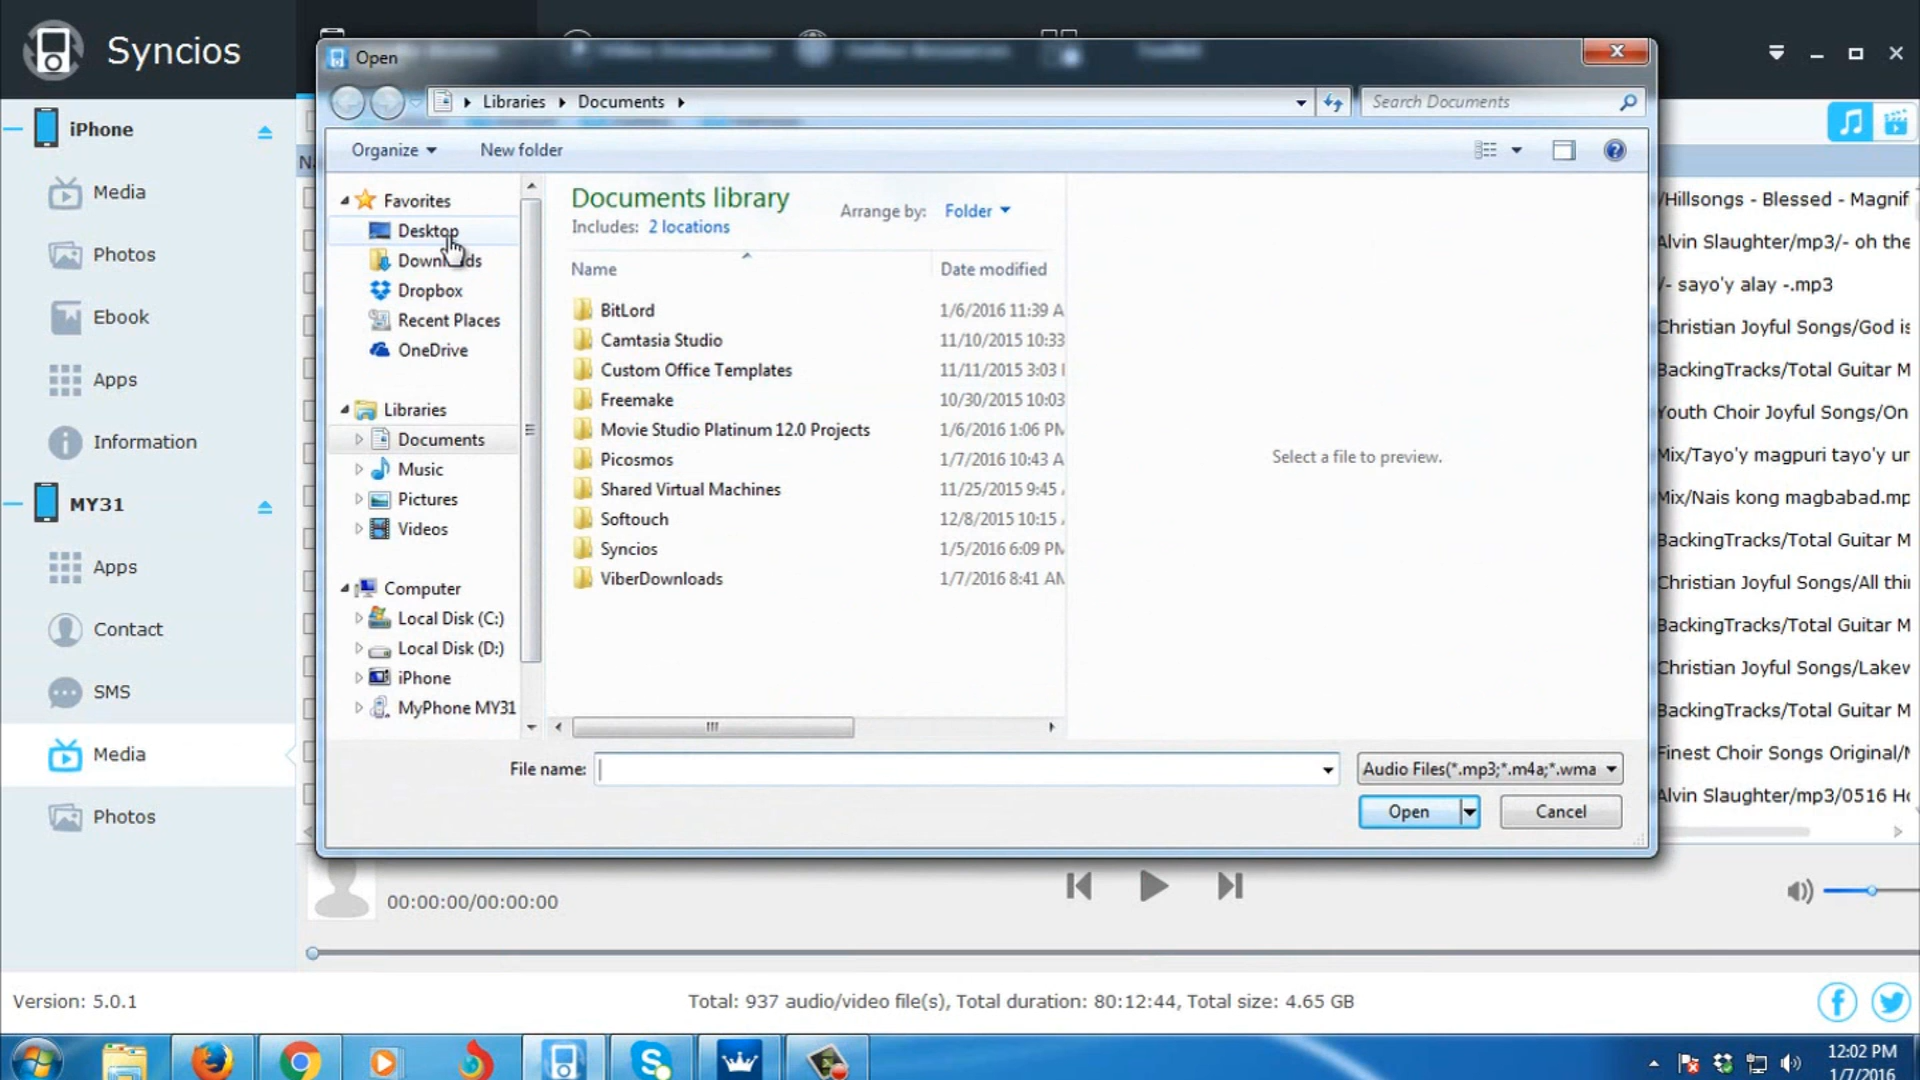 Syncios
Open
Libraries Documents
Search Documents
Organize
New folder
iPhone
Media
Photos
Ebook
Apps
Information
MY31
Apps
Contact
SMS
Media
Photos
Favorites
Desktop
Downloads
Dropbox
Recent Places
OneDrive
Libraries
Documents
Music
Pictures
Videos
Computer
Local Disk (C:)
Local Disk (D:)
iPhone
MyPhone MY31
Documents library
Includes: 2 locations
Arrange by: Folder
Name Date modified
BitLord 1/6/2016 11:39 A
Camtasia Studio 11/10/2015 10:33
Custom Office Templates 11/11/2015 3:03
Freemake 10/30/2015 10:03
Movie Studio Platinum 12.0 Projects 1/6/2016 1:06 PM
Picosmos 1/7/2016 10:43 A
Shared Virtual Machines 11/25/2015 9:45
Softouch 12/8/2015 10:15
Syncios 1/5/2016 6:09 PM
ViberDownloads 1/7/2016 8:41 AM
Select a file to preview.
File name:
Audio Files(*.mp3;*.m4a;*.wma
Open
Cancel
/Hillsongs - Blessed - Magnif
Alvin Slaughter/mp3/- oh the
/- sayo'y alay -.mp3
Christian Joyful Songs/God is
BackingTracks/Total Guitar M
Youth Choir Joyful Songs/On
Mix/Tayo'y magpuri tayo'y ur
Mix/Nais kong magbabad.mp
BackingTracks/Total Guitar M
Christian Joyful Songs/All thi
BackingTracks/Total Guitar M
Christian Joyful Songs/Lakev
BackingTracks/Total Guitar M
Finest Choir Songs Original/
Alvin Slaughter/mp3/0516 H
00:00:00/00:00:00
Version: 5.0.1
Total: 937 audio/video file(s), Total duration: 80:12:44, Total size: 4.65 GB
12:02 PM
1/7/2016